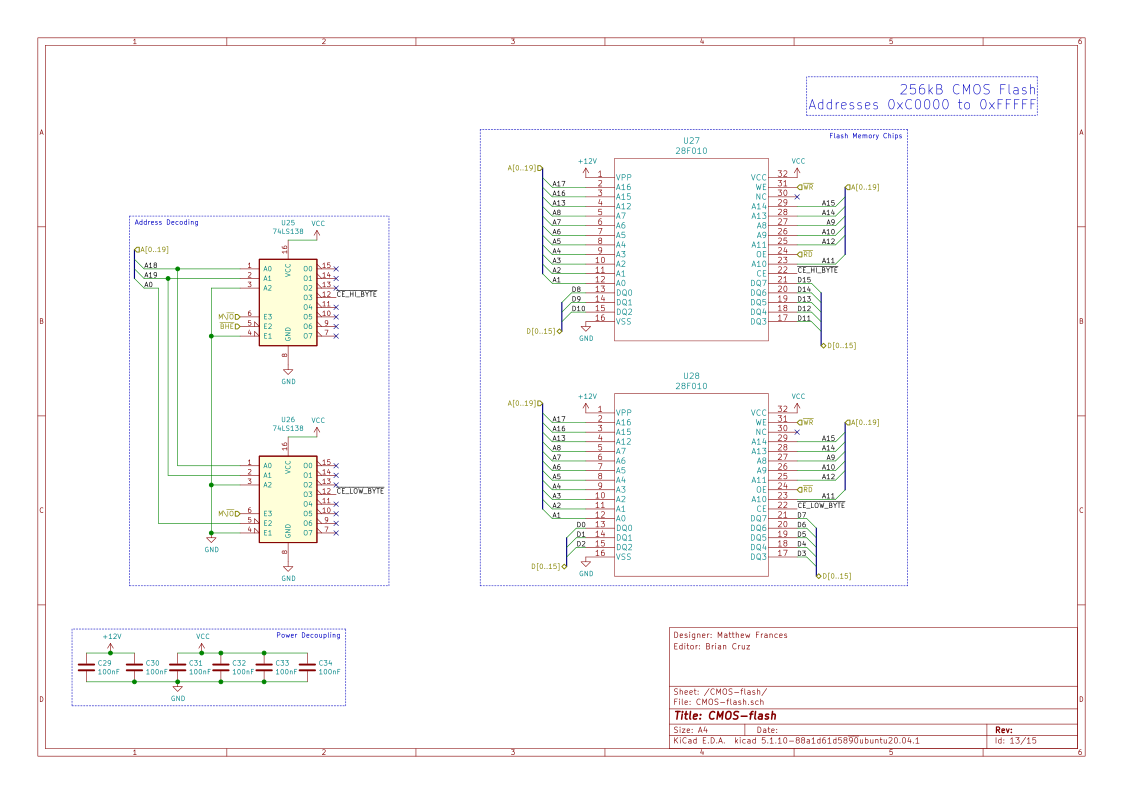 1 2 3 4 5 6
A A
B B
C C
D D
1 2 3 4 5 6
256kB CMOS Flash
Addresses 0xC0000 to 0xFFFFF
Flash Memory Chips
U27
28F010
A[0..19]
+12V
VCC
A[0..19]
1 VPP VCC 32
A17 2 A16 WE 31 WR
A16 3 A15 NC 30
A13 4 A12 A14 29 A15
A8 5 A7 A13 28 A14
A7 6 A6 A8 27 A9
A6 7 A5 A9 26 A10
A5 8 A4 A11 25 A12
A4 9 A3 OE 24 RD
A3 10 A2 A10 23 A11
A2 11 A1 CE 22 CE_HI_BYTE
A1 12 A0 DQ7 21 D15
D8 13 DQ0 DQ6 20 D14
D9 14 DQ1 DQ5 19 D13
D10 15 DQ2 DQ4 18 D12
16 VSS DQ3 17 D11
D[0..15]
GND
D[0..15]
U28
28F010
A[0..19]
+12V
VCC
A[0..19]
1 VPP VCC 32
A17 2 A16 WE 31 WR
A16 3 A15 NC 30
A13 4 A12 A14 29 A15
A8 5 A7 A13 28 A14
A7 6 A6 A8 27 A9
A6 7 A5 A9 26 A10
A5 8 A4 A11 25 A12
A4 9 A3 OE 24 RD
A3 10 A2 A10 23 A11
A2 11 A1 CE 22 CE_LOW_BYTE
A1 12 A0 DQ7 21 D7
D0 13 DQ0 DQ6 20 D6
D1 14 DQ1 DQ5 19 D5
D2 15 DQ2 DQ4 18 D4
16 VSS DQ3 17 D3
D[0..15]
GND
D[0..15]
Address Decoding
U25
74LS138
VCC
A[0..19]
16
VCC
A18 1 A0 O0 15
A19 2 A1 O1 14
A0 3 A2 O2 13
O3 12 CE_HI_BYTE
O4 11
M\IO 6 E3 O5 10
BHE 5 E2 O6 9
4 E1 O7 7
GND
8
GND
U26
74LS138
VCC
16
VCC
1 A0 O0 15
2 A1 O1 14
3 A2 O2 13
O3 12 CE_LOW_BYTE
O4 11
M\IO 6 E3 O5 10
5 E2 O6 9
4 E1 O7 7
GND
GND
8
GND
Power Decoupling
+12V VCC
C29 C30 C31 C32 C33 C34
100nF 100nF 100nF 100nF 100nF 100nF
GND
Designer: Matthew Frances
Editor: Brian Cruz
Sheet: /CMOS-flash/
File: CMOS-flash.sch
Title: CMOS-flash
Size: A4 Date: Rev:
KiCad E.D.A. kicad 5.1.10-88a1d61d5890ubuntu20.04.1 Id: 13/15